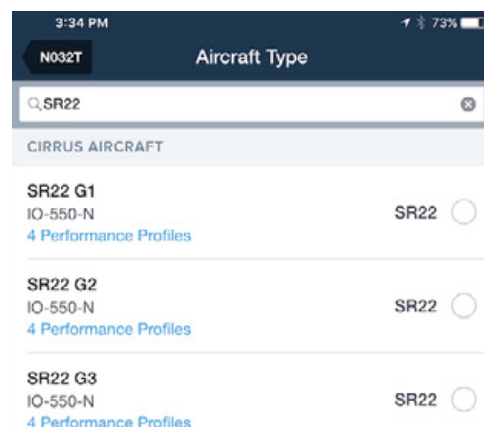 3:34 PM 73%
N032T Aircraft Type
SR22
CIRRUS AIRCRAFT
SR22 G1
IO-550-N SR22
4 Performance Profiles
SR22 G2
IO-550-N SR22
4 Performance Profiles
SR22 G3
IO-550-N SR22
4 Performance Profiles